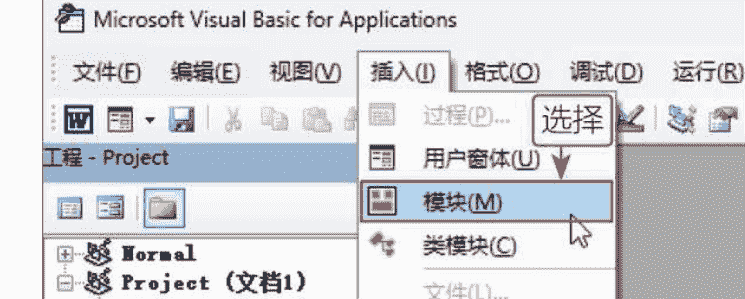 Microsoft Visual Basic for Applications
文件(F) 编辑(E) 视图(V) 插入(I) 格式(O) 调试(D) 运行(R)
过程(P)...
选择
工程 - Project
用户窗体(U)
模块(M)
类模块(C)
Normal
Project (文档1)
文件(L)...